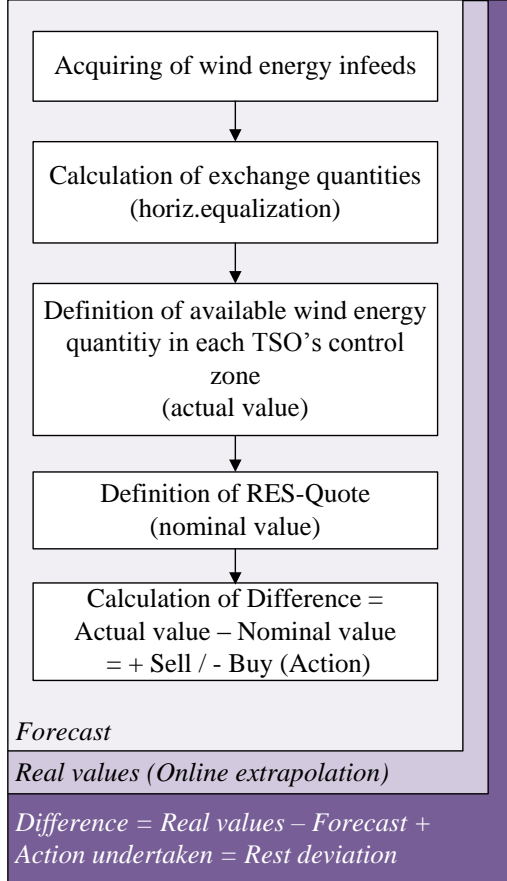 Acquiring of wind energy infeeds
Calculation of exchange quantities
(horiz.equalization)
Definition of available wind energy
quantitiy in each TSO's control
zone
(actual value)
Definition of RES-Quote
(nominal value)
Calculation of Difference =
Actual value – Nominal value
= + Sell / - Buy (Action)
Forecast
Real values (Online extrapolation)
Difference = Real values – Forecast +
Action undertaken = Rest deviation